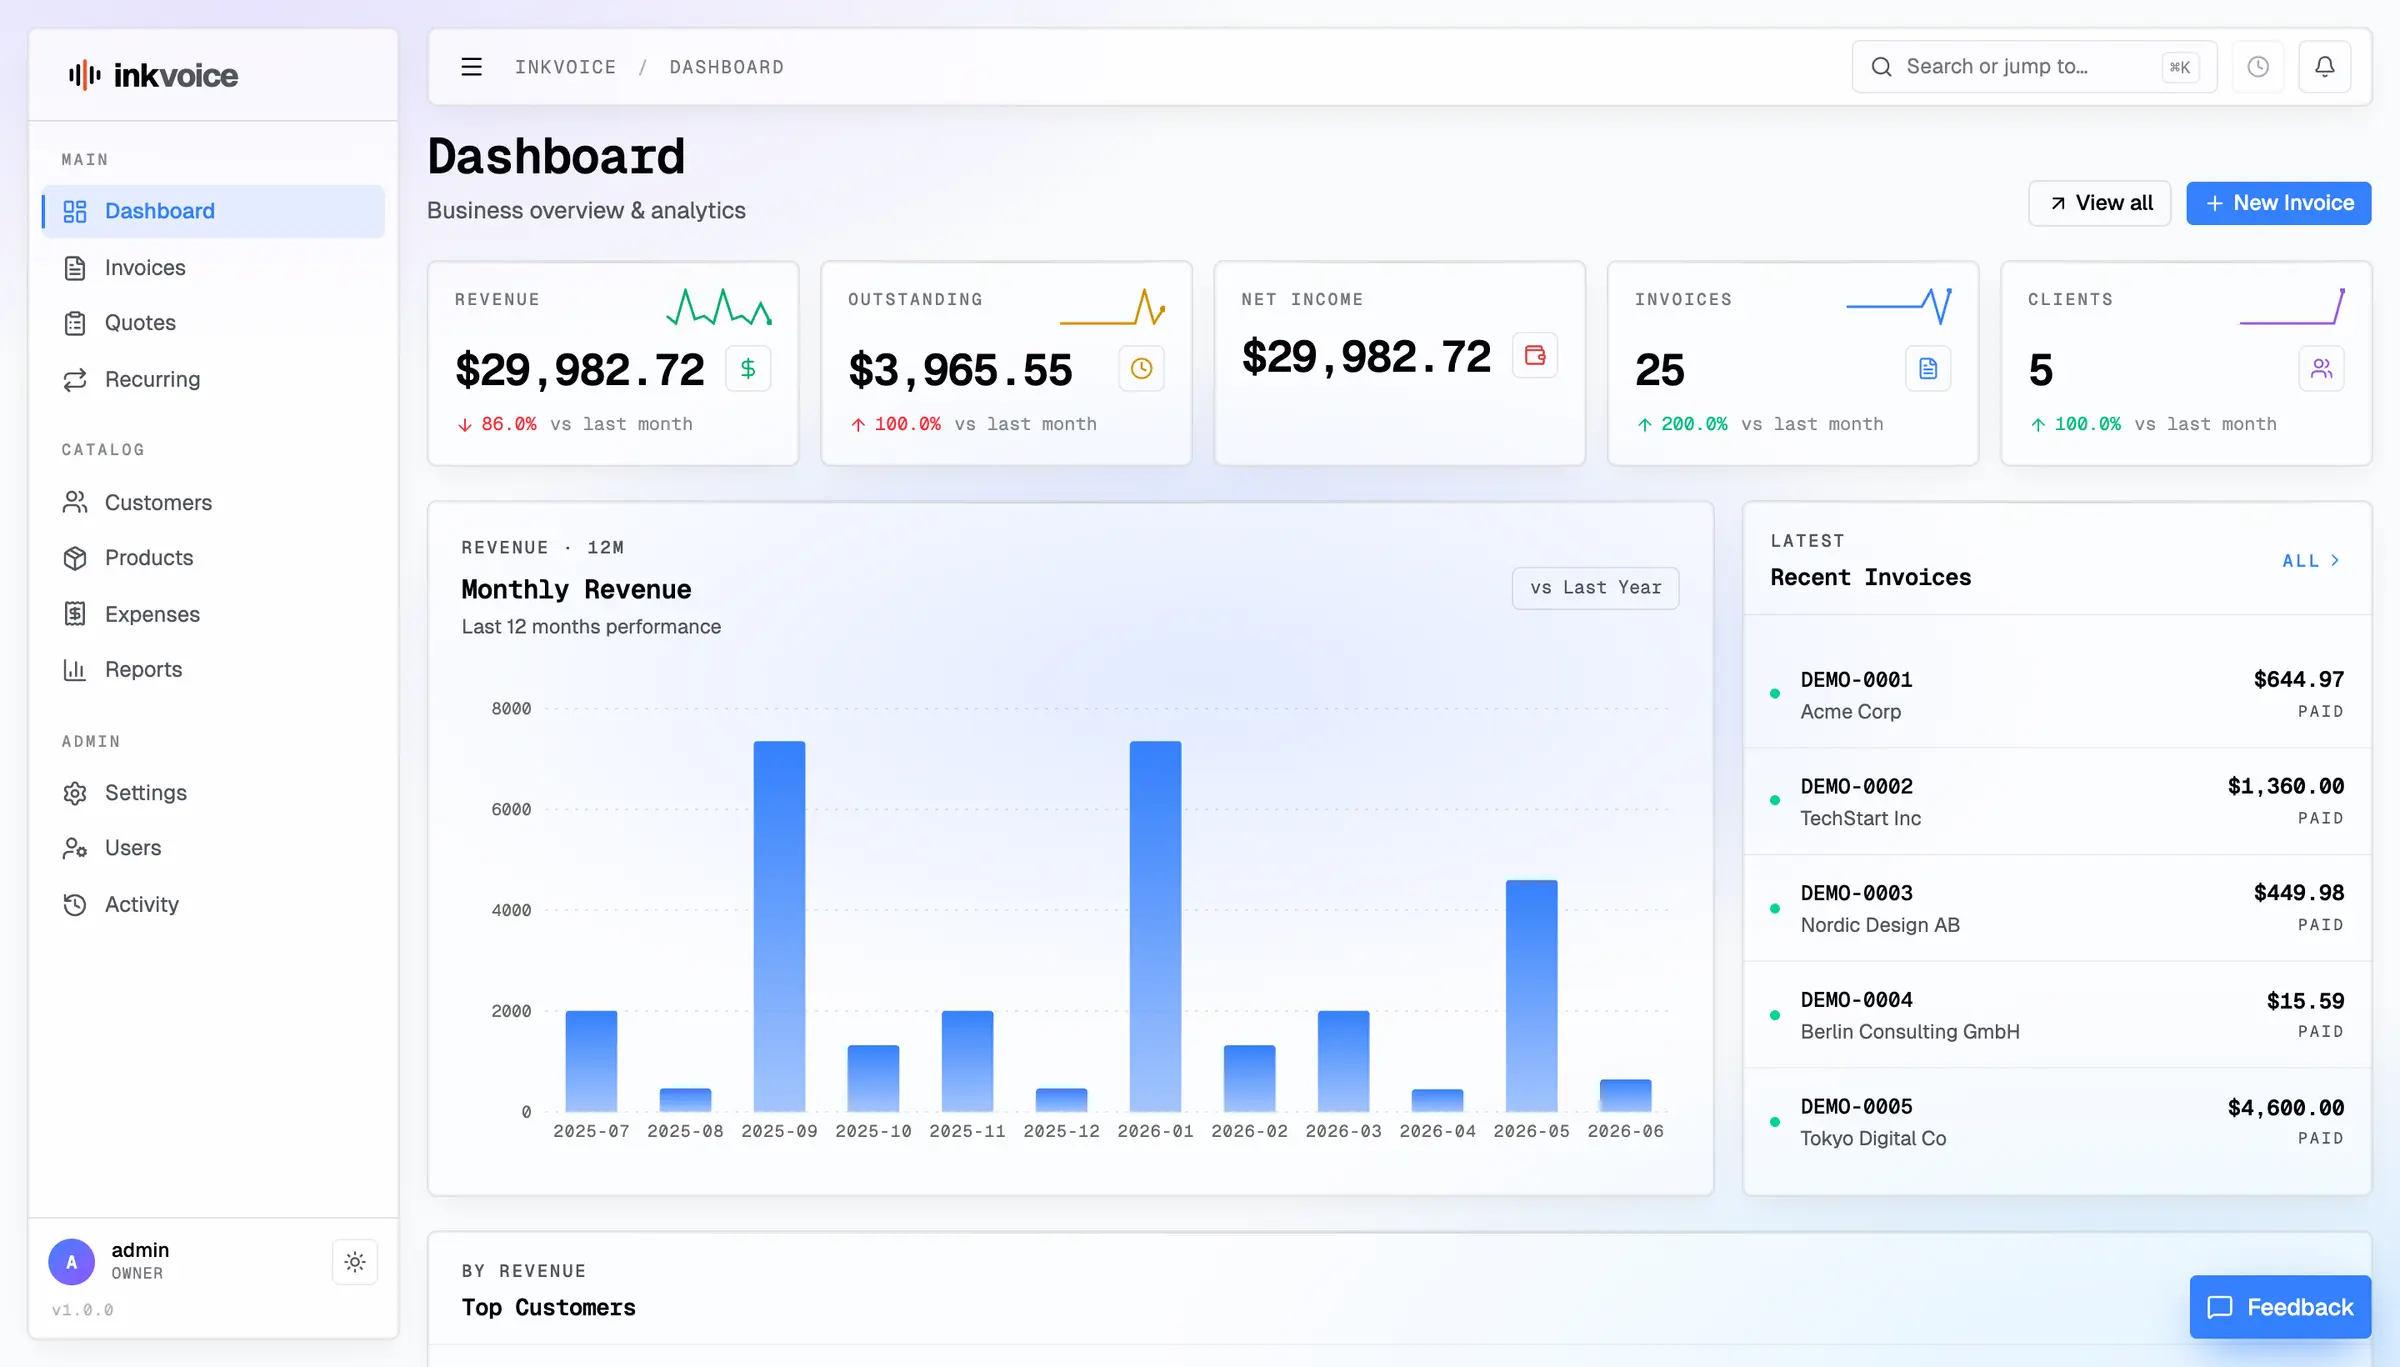 inkvoice
MAIN
Dashboard
Invoices
Quotes
Recurring
CATALOG
Customers
Products
Expenses
Reports
ADMIN
Settings
Users
Activity
A
admin
OWNER
v1.0.0
INKVOICE / DASHBOARD
Search or jump to...
⌘K
Dashboard
Business overview & analytics
View all
New Invoice
REVENUE
$29,982.72
86.0% vs last month
OUTSTANDING
$3,965.55
100.0% vs last month
NET INCOME
$29,982.72
INVOICES
25
200.0% vs last month
CLIENTS
5
100.0% vs last month
REVENUE · 12M
Monthly Revenue
Last 12 months performance
vs Last Year
8000
6000
4000
2000
0
2025-07 2025-08 2025-09 2025-10 2025-11 2025-12 2026-01 2026-02 2026-03 2026-04 2026-05 2026-06
LATEST
Recent Invoices
ALL
DEMO-0001 $644.97
Acme Corp PAID
DEMO-0002 $1,360.00
TechStart Inc PAID
DEMO-0003 $449.98
Nordic Design AB PAID
DEMO-0004 $15.59
Berlin Consulting GmbH PAID
DEMO-0005 $4,600.00
Tokyo Digital Co PAID
BY REVENUE
Top Customers
Feedback